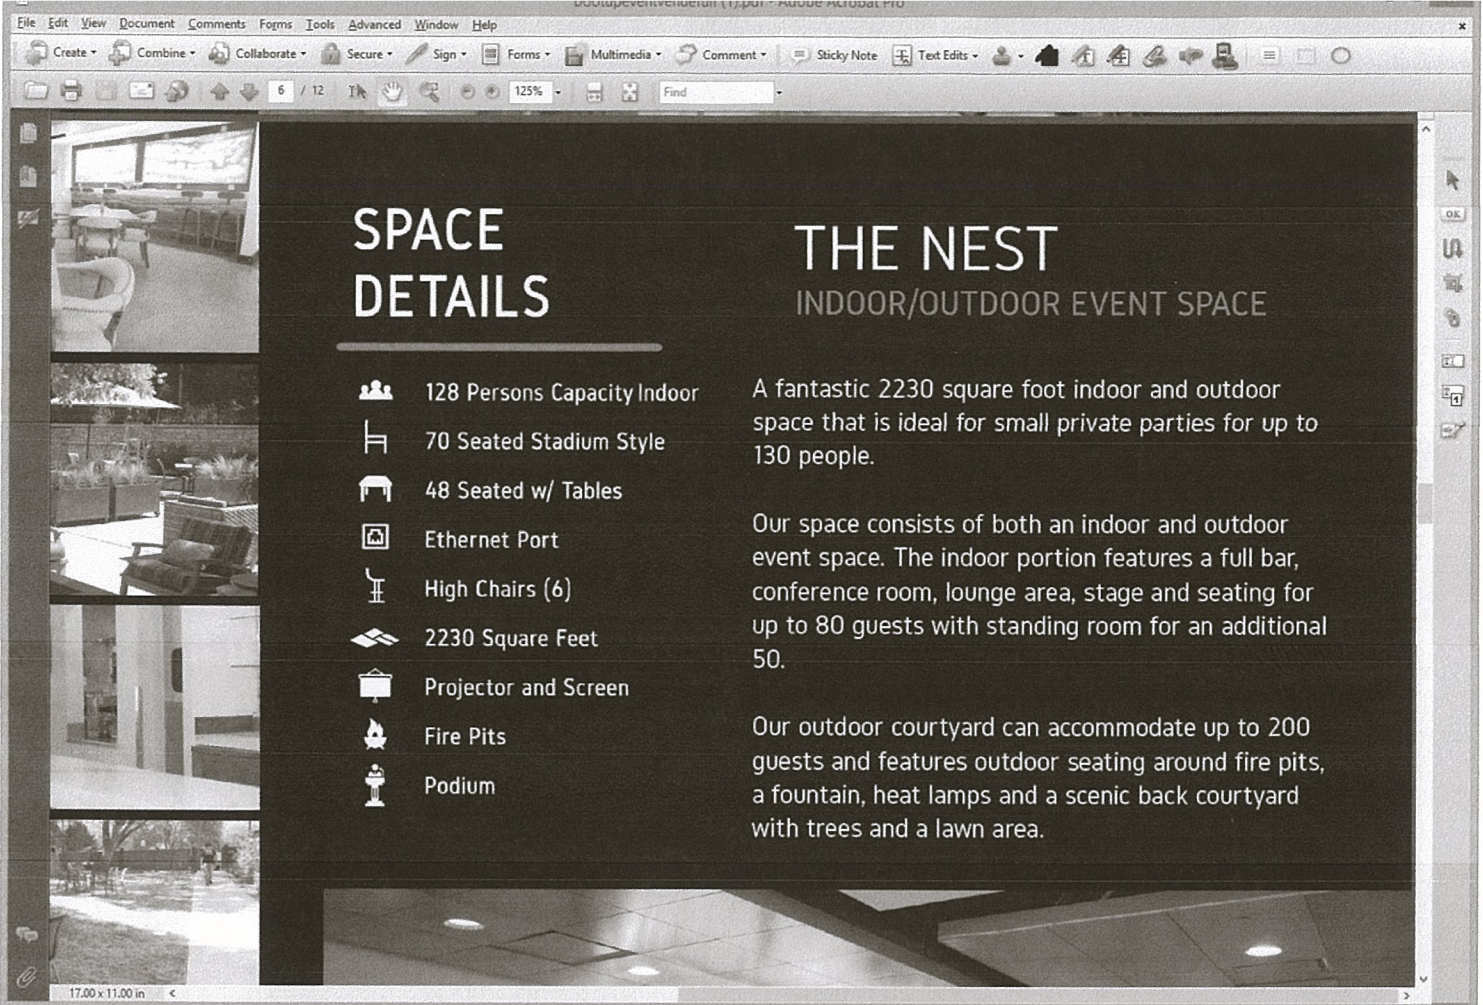 File Edit View Document Comments Forms Tools Advanced Window Help
Create Combine Collaborate Secure Sign Forms Multimedia Comment Sticky Note Text Edits
6 / 12 125% Find
SPACE
DETAILS
128 Persons Capacity Indoor
70 Seated Stadium Style
48 Seated w/ Tables
Ethernet Port
High Chairs (6)
2230 Square Feet
Projector and Screen
Fire Pits
Podium
THE NEST
INDOOR/OUTDOOR EVENT SPACE
A fantastic 2230 square foot indoor and outdoor
space that is ideal for small private parties for up to
130 people.
Our space consists of both an indoor and outdoor
event space. The indoor portion features a full bar,
conference room, lounge area, stage and seating for
up to 80 guests with standing room for an additional
50.
Our outdoor courtyard can accommodate up to 200
guests and features outdoor seating around fire pits,
a fountain, heat lamps and a scenic back courtyard
with trees and a lawn area.
OK
17.00 x 11.00 in